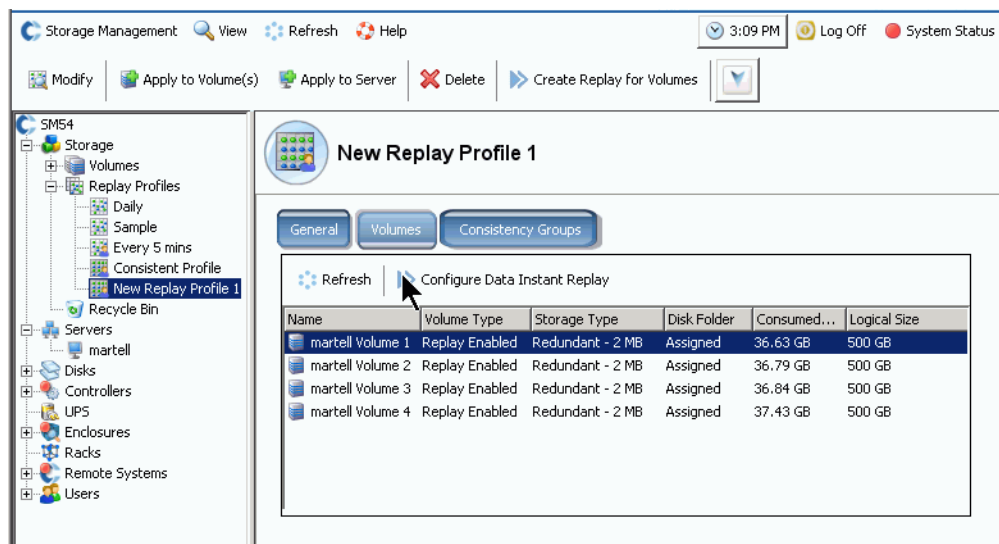 Storage Management View Refresh Help 3:09 PM Log Off System Status
Modify Apply to Volume(s) Apply to Server Delete Create Replay for Volumes
SM54
Storage
Volumes
Replay Profiles
Daily
Sample
Every 5 mins
Consistent Profile
New Replay Profile 1
Recycle Bin
Servers
martell
Disks
Controllers
UPS
Enclosures
Racks
Remote Systems
Users
New Replay Profile 1
General Volumes Consistency Groups
Refresh Configure Data Instant Replay
Name Volume Type Storage Type Disk Folder Consumed... Logical Size
martell Volume 1 Replay Enabled Redundant - 2 MB Assigned 36.63 GB 500 GB
martell Volume 2 Replay Enabled Redundant - 2 MB Assigned 36.79 GB 500 GB
martell Volume 3 Replay Enabled Redundant - 2 MB Assigned 36.84 GB 500 GB
martell Volume 4 Replay Enabled Redundant - 2 MB Assigned 37.43 GB 500 GB